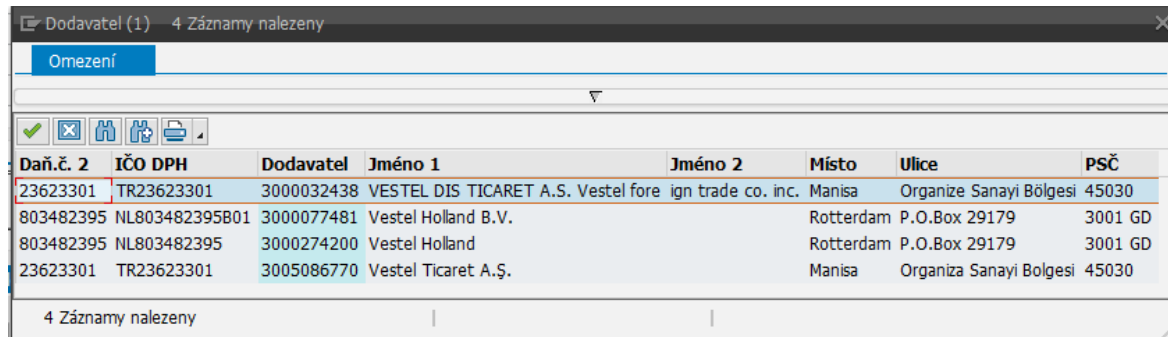 Dodavatel (1) 4 Záznamy nalezeny
Omezení
Daň.č. 2 IČO DPH Dodavatel Jméno 1 Jméno 2 Místo Ulice PSČ
23623301 TR23623301 3000032438 VESTEL DIS TICARET A.S. Vestel fore ign trade co. inc. Manisa Organize Sanayi Bölgesi 45030
803482395 NL803482395B01 3000077481 Vestel Holland B.V. Rotterdam P.O.Box 29179 3001 GD
803482395 NL803482395 3000274200 Vestel Holland Rotterdam P.O.Box 29179 3001 GD
23623301 TR23623301 3005086770 Vestel Ticaret A.Ş. Manisa Organiza Sanayi Bolgesi 45030
4 Záznamy nalezeny